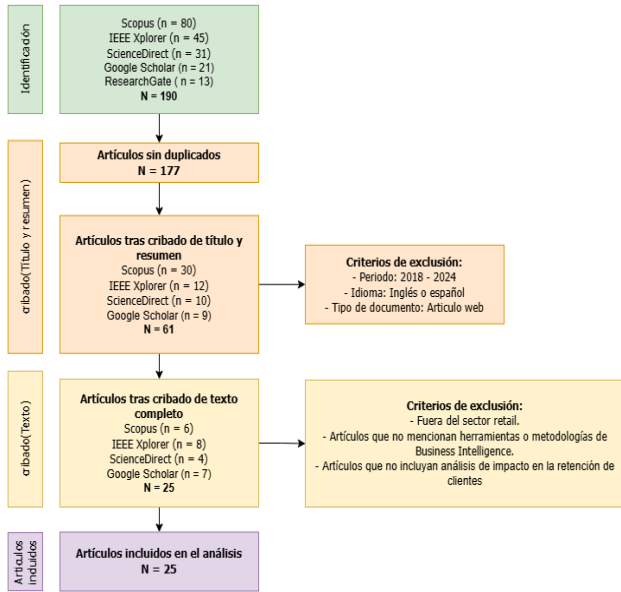 Identificación
Scopus (n = 80)
IEEE Xplorer (n = 45)
ScienceDirect (n = 31)
Google Scholar (n = 21)
ResearchGate ( n = 13)
N = 190
cribado(Título y resumen)
Artículos sin duplicados
N = 177
Artículos tras cribado de título y
resumen
Scopus (n = 30)
IEEE Xplorer (n = 12)
ScienceDirect (n = 10)
Google Scholar (n = 9)
N = 61
Criterios de exclusión:
- Periodo: 2018 - 2024
- Idioma: Inglés o español
- Tipo de documento: Articulo web
cribado(Texto)
Artículos tras cribado de texto
completo
Scopus (n = 6)
IEEE Xplorer (n = 8)
ScienceDirect (n = 4)
Google Scholar (n = 7)
N = 25
Criterios de exclusión:
- Fuera del sector retail.
- Artículos que no mencionan herramientas o metodologías de
Business Intelligence.
- Artículos que no incluyan análisis de impacto en la retención de
clientes
Artículos
incluidos
Artículos incluidos en el análisis
N = 25